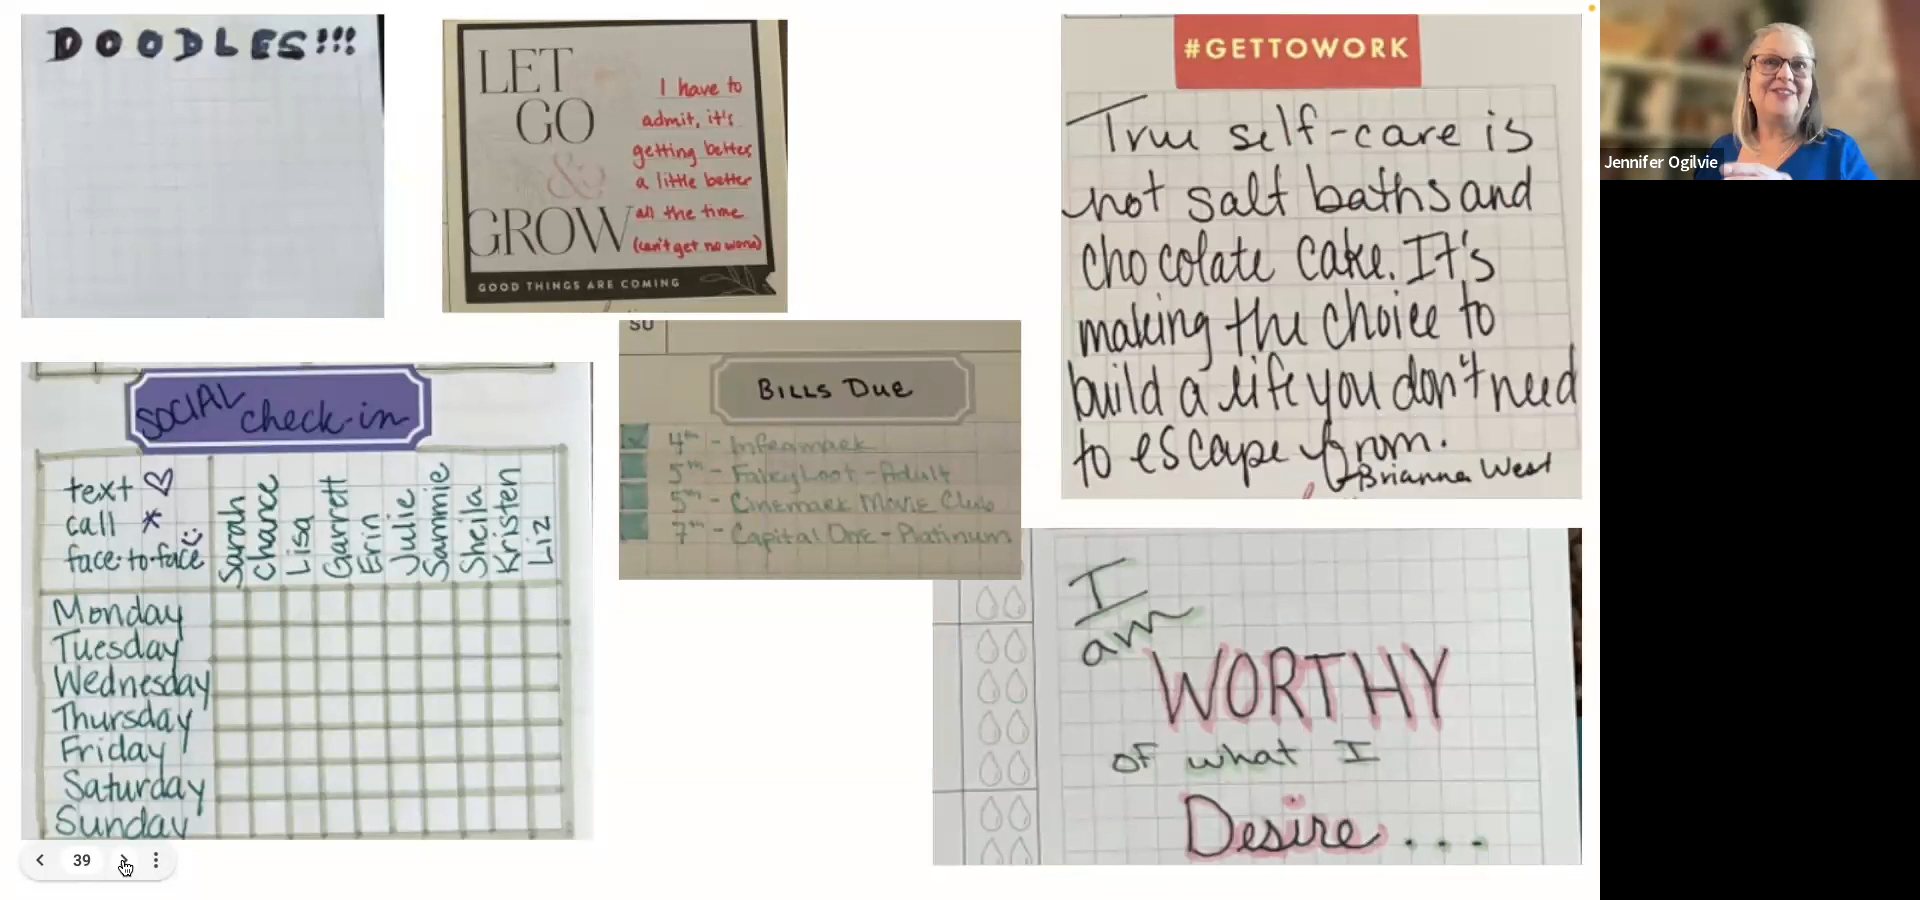 DOODLES!!!
LET
GO
&
GROW
I have to
admit, it's
getting better
a little better
all the time
(can't get no worse)
GOOD THINGS ARE COMING
#GETTOWORK
True self-care is
not salt baths and
chocolate cake. It's
making the choice to
build a life you don't need
to escape from.
-Brianna West
Jennifer Ogilvie
SOCIAL check-in
text ♡
call *
face-to-face
Sarah
Chance
Lisa
Garrett
Erin
Julie
Sammie
Sheila
Kristen
Liz
Monday
Tuesday
Wednesday
Thursday
Friday
Saturday
Sunday
SU
BILLS DUE
4th - Inframark
5th - FairyLoot - Adult
5th - Cinemark Movie Club
7th - Capital One - Platinum
I
am
WORTHY
of what I
Desire....
39